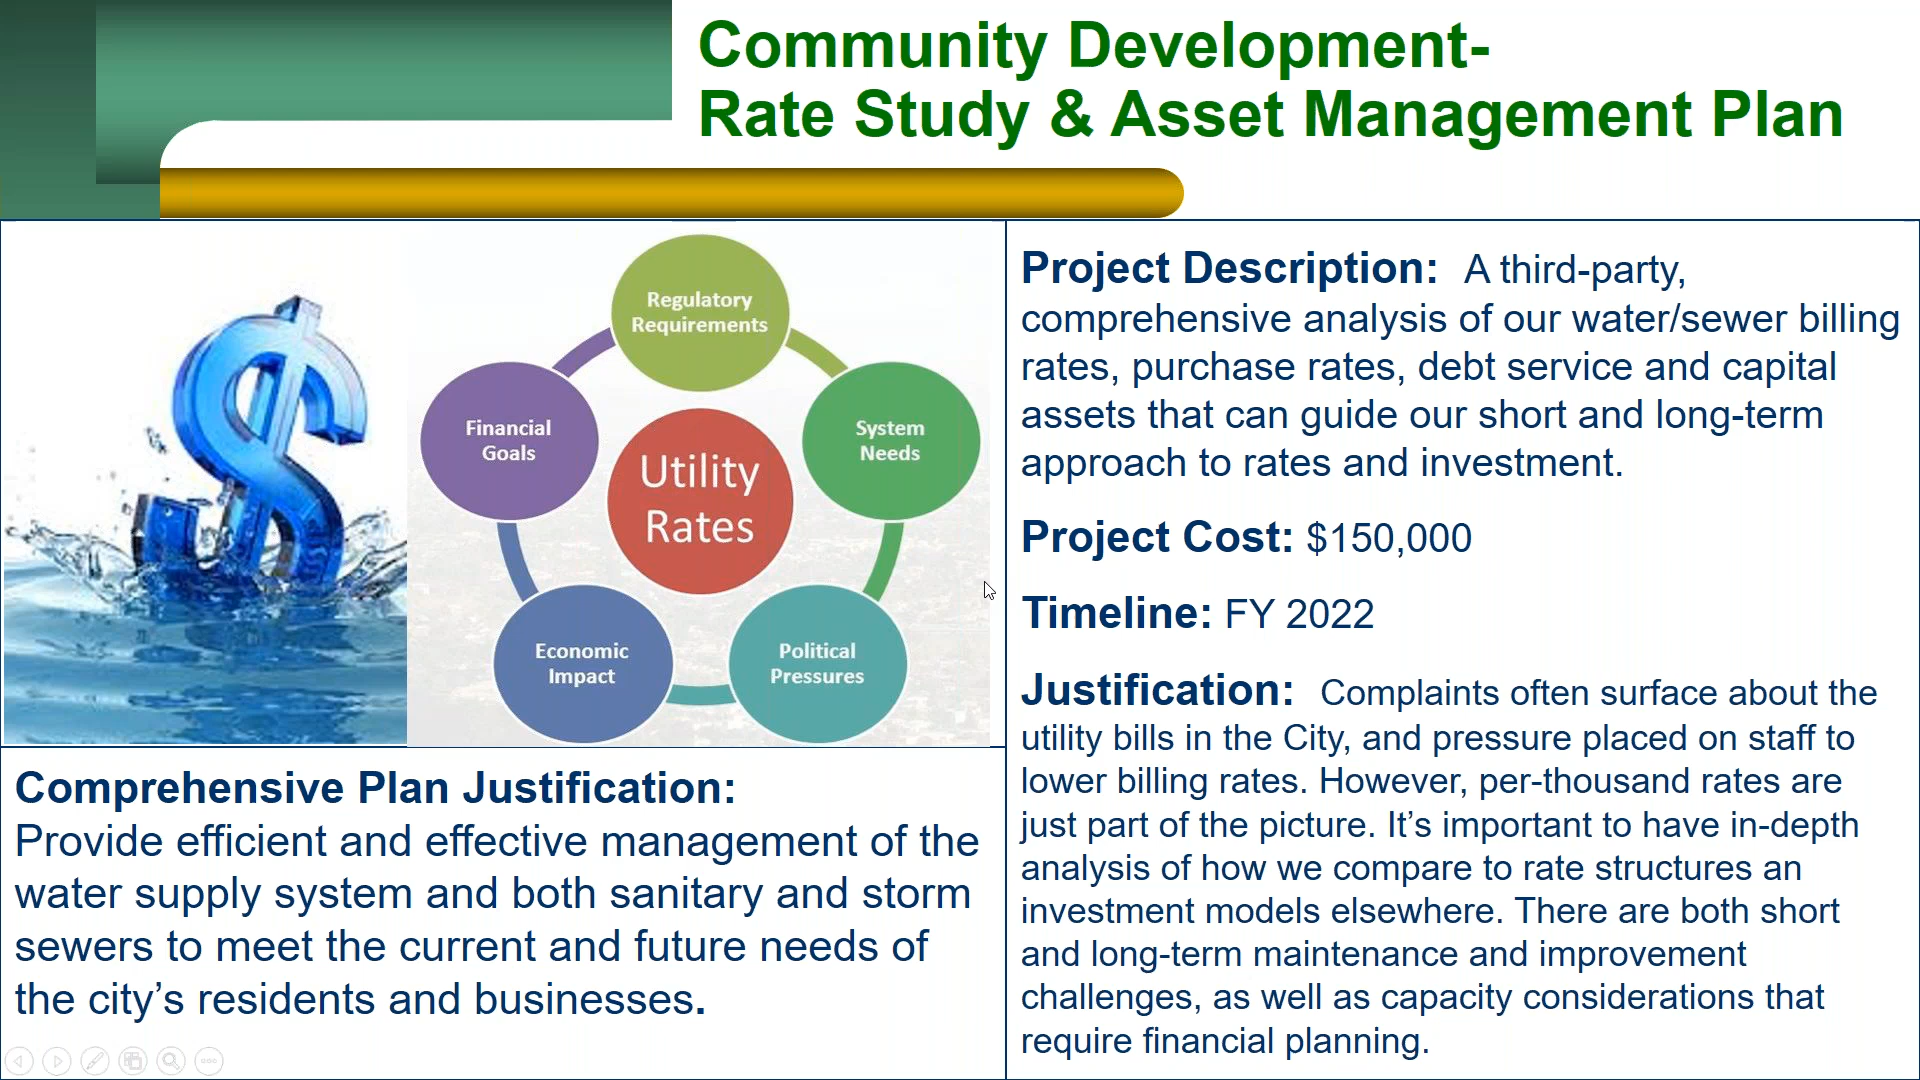 Community Development-
Rate Study & Asset Management Plan
Regulatory
Requirements
Financial
Goals
System
Needs
Utility
Rates
Economic
Impact
Political
Pressures
Comprehensive Plan Justification:
Provide efficient and effective management of the
water supply system and both sanitary and storm
sewers to meet the current and future needs of
the city’s residents and businesses.
Project Description: A third-party,
comprehensive analysis of our water/sewer billing
rates, purchase rates, debt service and capital
assets that can guide our short and long-term
approach to rates and investment.
Project Cost: $150,000
Timeline: FY 2022
Justification: Complaints often surface about the
utility bills in the City, and pressure placed on staff to
lower billing rates. However, per-thousand rates are
just part of the picture. It’s important to have in-depth
analysis of how we compare to rate structures an
investment models elsewhere. There are both short
and long-term maintenance and improvement
challenges, as well as capacity considerations that
require financial planning.